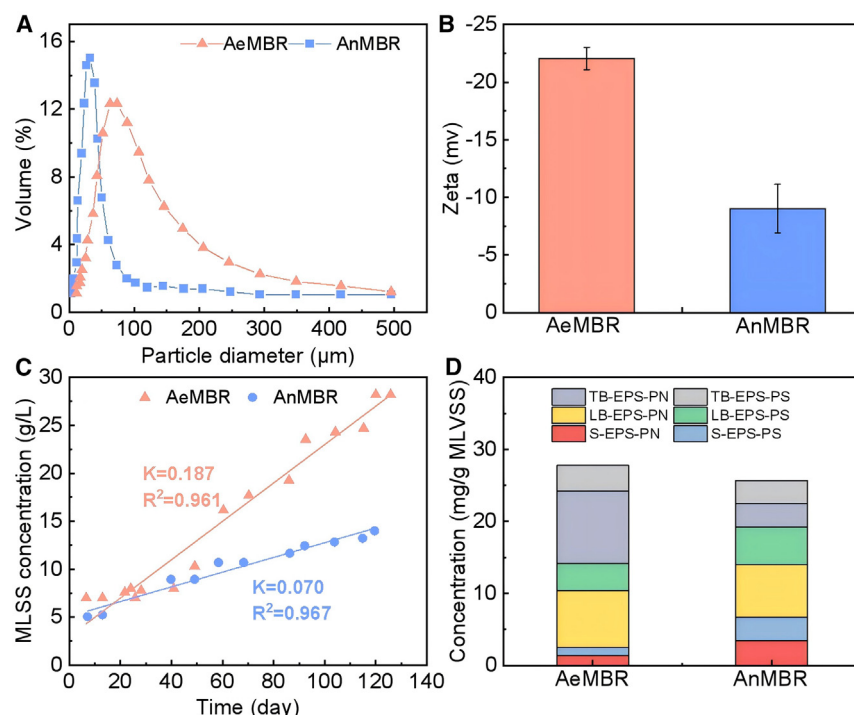 A
AeMBR
AnMBR
Volume (%)
16
12
8
4
0
0
100
200
300
400
500
Particle diameter (µm)
B
Zeta (mv)
-25
-20
-15
-10
-5
0
AeMBR
AnMBR
C
AeMBR
AnMBR
MLSS concentration (g/L)
30
25
20
15
10
5
0
K=0.187
R²=0.961
K=0.070
R²=0.967
0
20
40
60
80
100
120
140
Time (day)
D
Concentration (mg/g MLVSS)
40
30
20
10
0
TB-EPS-PN
TB-EPS-PS
LB-EPS-PN
LB-EPS-PS
S-EPS-PN
S-EPS-PS
AeMBR
AnMBR